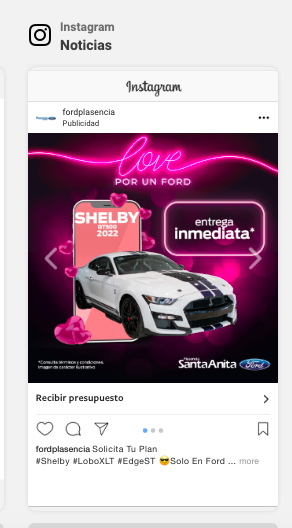 Instagram
Noticias
Instagram
fordplasencia
Publicidad
love
POR UN FORD
SHELBY
GT500
2022
entrega
inmediata*
*Consulta términos y condiciones.
Imagen de carácter ilustrativo
SantaAnita
Ford
Recibir presupuesto
fordplasencia Solicita Tu Plan
#Shelby #LoboXLT #EdgeST 😎Solo En Ford ... more